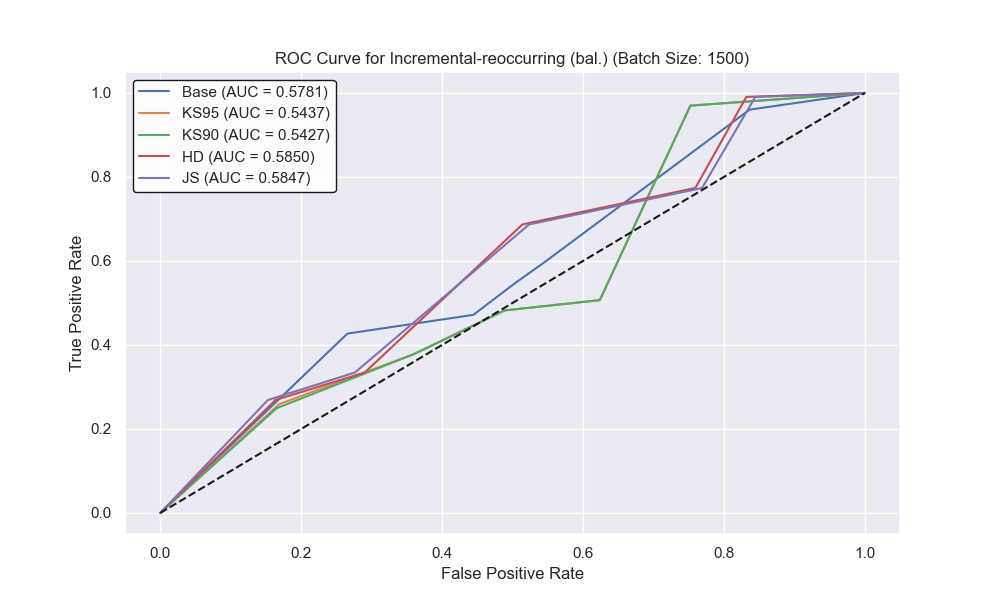 ROC Curve for Incremental-reoccurring (bal.) (Batch Size: 1500)
Base (AUC = 0.5781)
KS95 (AUC = 0.5437)
KS90 (AUC = 0.5427)
HD (AUC = 0.5850)
JS (AUC = 0.5847)
True Positive Rate
1.0
0.8
0.6
0.4
0.2
0.0
0.0 0.2 0.4 0.6 0.8 1.0
False Positive Rate